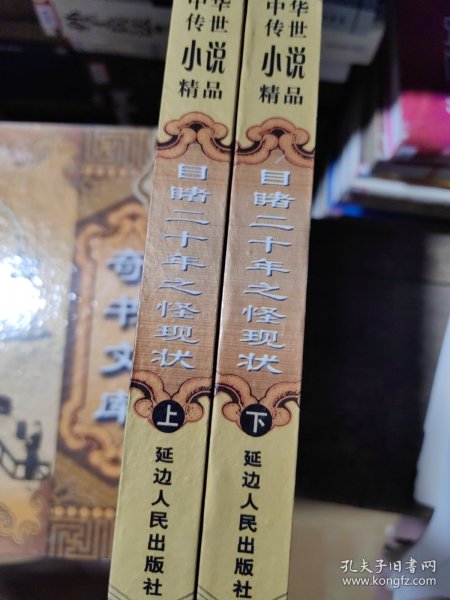 中华
传世
小说
精品
目睹二十年之怪现状
上
延边人民出版社
中华
传世
小说
精品
目睹二十年之怪现状
下
延边人民出版社
奇书文库
孔夫子旧书网
www.kongfz.com